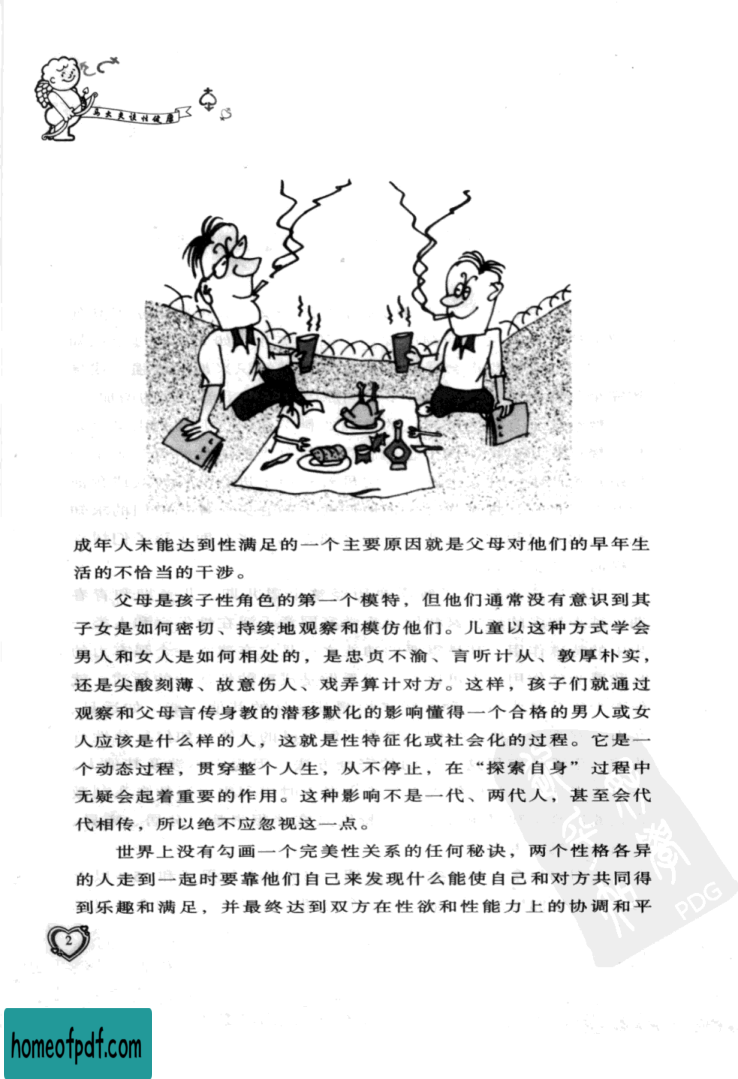 马大夫谈性健康
成年人未能达到性满足的一个主要原因就是父母对他们的早年生
活的不恰当的干涉。
父母是孩子性角色的第一个模特，但他们通常没有意识到其
子女是如何密切、持续地观察和模仿他们。儿童以这种方式学会
男人和女人是如何相处的，是忠贞不渝、言听计从、敦厚朴实，
还是尖酸刻薄、故意伤人、戏弄算计对方。这样，孩子们就通过
观察和父母言传身教的潜移默化的影响懂得一个合格的男人或女
人应该是什么样的人，这就是性特征化或社会化的过程。它是一
个动态过程，贯穿整个人生，从不停止，在“探索自身”过程中
无疑会起着重要的作用。这种影响不是一代、两代人，甚至会代
代相传，所以绝不应忽视这一点。
世界上没有勾画一个完美性关系的任何秘诀，两个性格各异
的人走到一起时要靠他们自己来发现什么能使自己和对方共同得
到乐趣和满足，并最终达到双方在性欲和性能力上的协调和平
2
PDG
homeofpdf.com